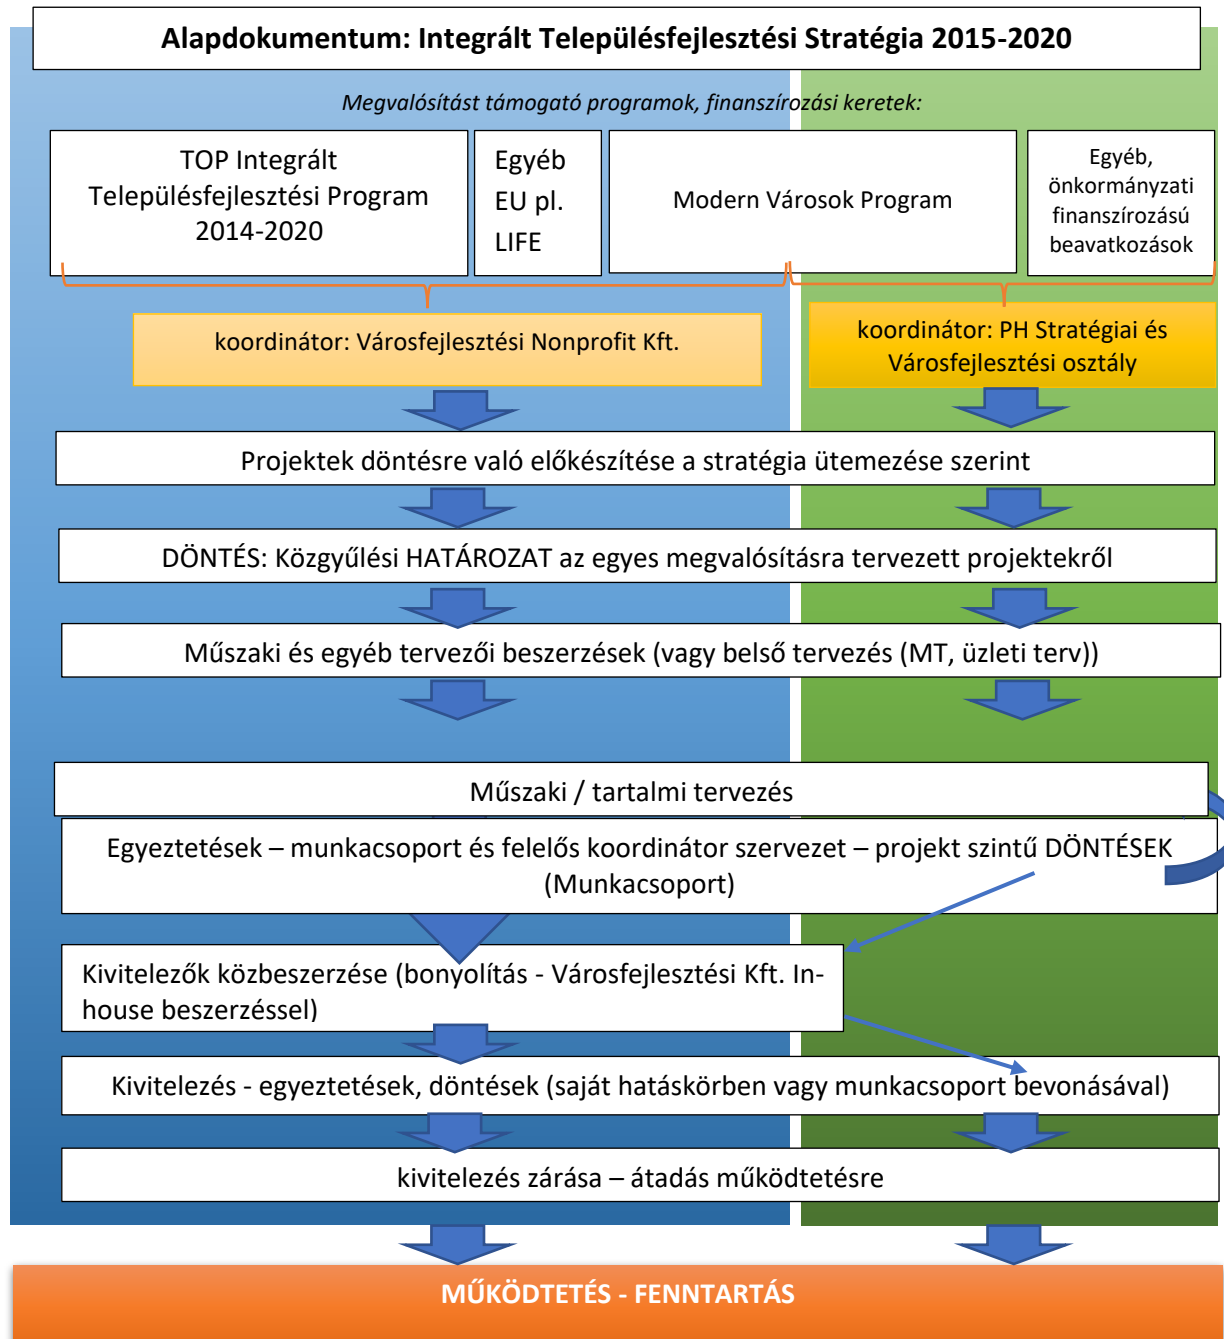 Alapdokumentum: Integrált Településfejlesztési Stratégia 2015-2020
Megvalósítást támogató programok, finanszírozási keretek:
TOP Integrált
Településfejlesztési Program
2014-2020
Egyéb
EU pl.
LIFE
Modern Városok Program
Egyéb,
önkormányzati
finanszírozású
beavatkozások
koordinátor: Városfejlesztési Nonprofit Kft.
koordinátor: PH Stratégiai és
Városfejlesztési osztály
Projektek döntésre való előkészítése a stratégia ütemezése szerint
DÖNTÉS: Közgyűlési HATÁROZAT az egyes megvalósításra tervezett projektekről
Műszaki és egyéb tervezői beszerzések (vagy belső tervezés (MT, üzleti terv))
Műszaki / tartalmi tervezés
Egyeztetések – munkacsoport és felelős koordinátor szervezet – projekt szintű DÖNTÉSEK
(Munkacsoport)
Kivitelezők közbeszerzése (bonyolítás - Városfejlesztési Kft. In-
house beszerzéssel)
Kivitelezés - egyeztetések, döntések (saját hatáskörben vagy munkacsoport bevonásával)
kivitelezés zárása – átadás működtetésre
MŰKÖDTETÉS - FENNTARTÁS